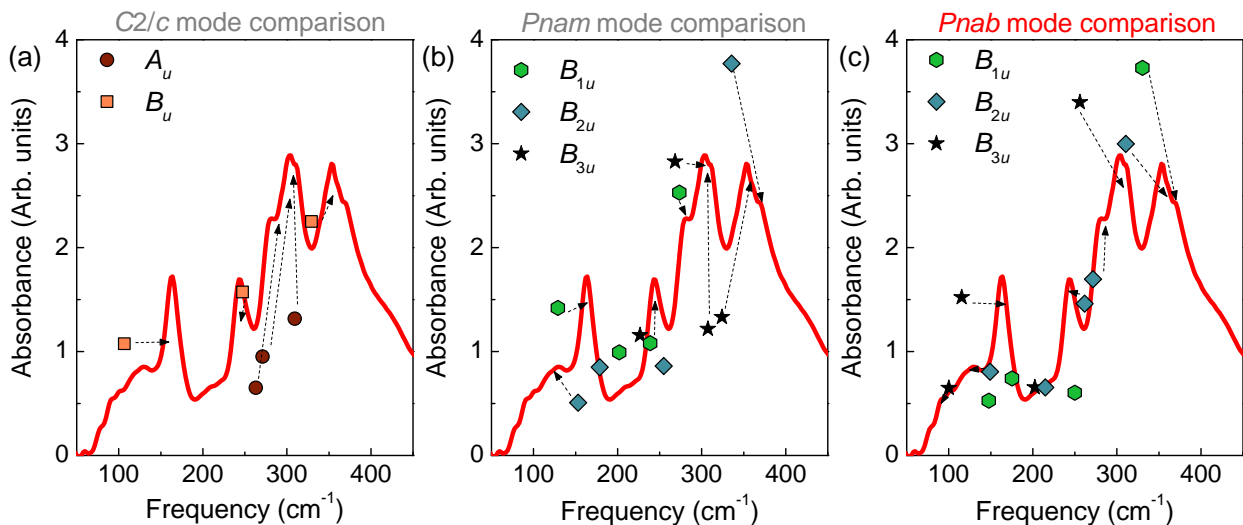 C2/c mode comparison
(a)
A_u
B_u
Absorbance (Arb. units)
4
3
2
1
0
100
200
300
400
Frequency (cm⁻¹)
Pnam mode comparison
(b)
B_1u
B_2u
B_3u
Absorbance (Arb. units)
4
3
2
1
0
100
200
300
400
Frequency (cm⁻¹)
Pnab mode comparison
(c)
B_1u
B_2u
B_3u
Absorbance (Arb. units)
4
3
2
1
0
100
200
300
400
Frequency (cm⁻¹)